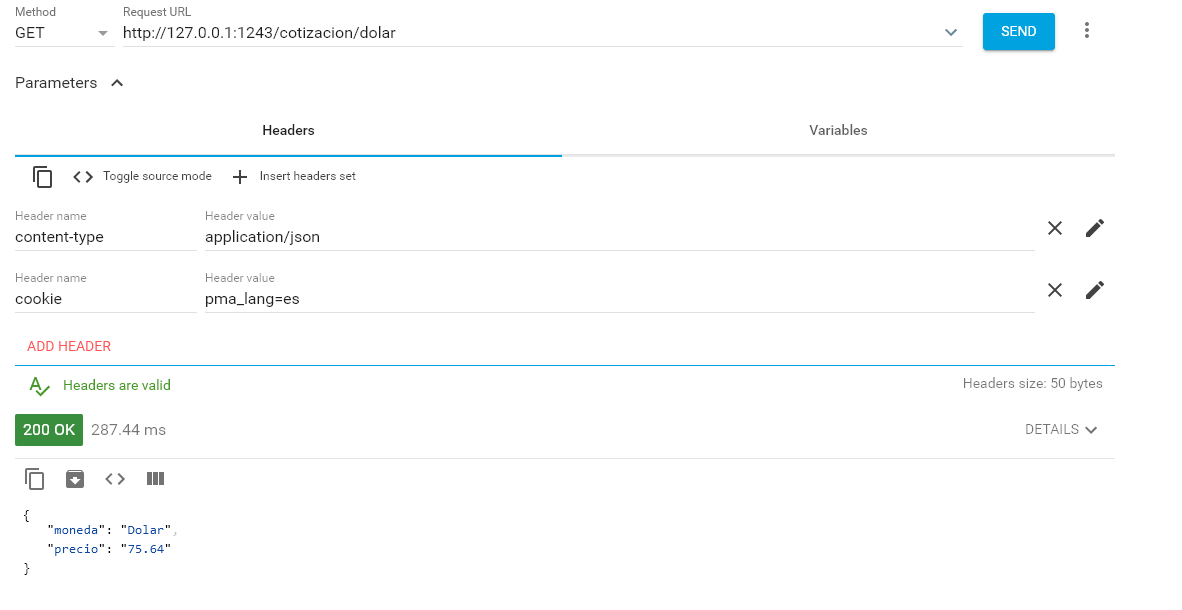 Method Request URL
GET http://127.0.0.1:1243/cotizacion/dolar SEND
Parameters
Headers Variables
Toggle source mode Insert headers set
Header name Header value
content-type application/json
Header name Header value
cookie pma_lang=es
ADD HEADER
Headers are valid Headers size: 50 bytes
200 OK 287.44 ms DETAILS
{
"moneda": "Dolar",
"precio": "75.64"
}